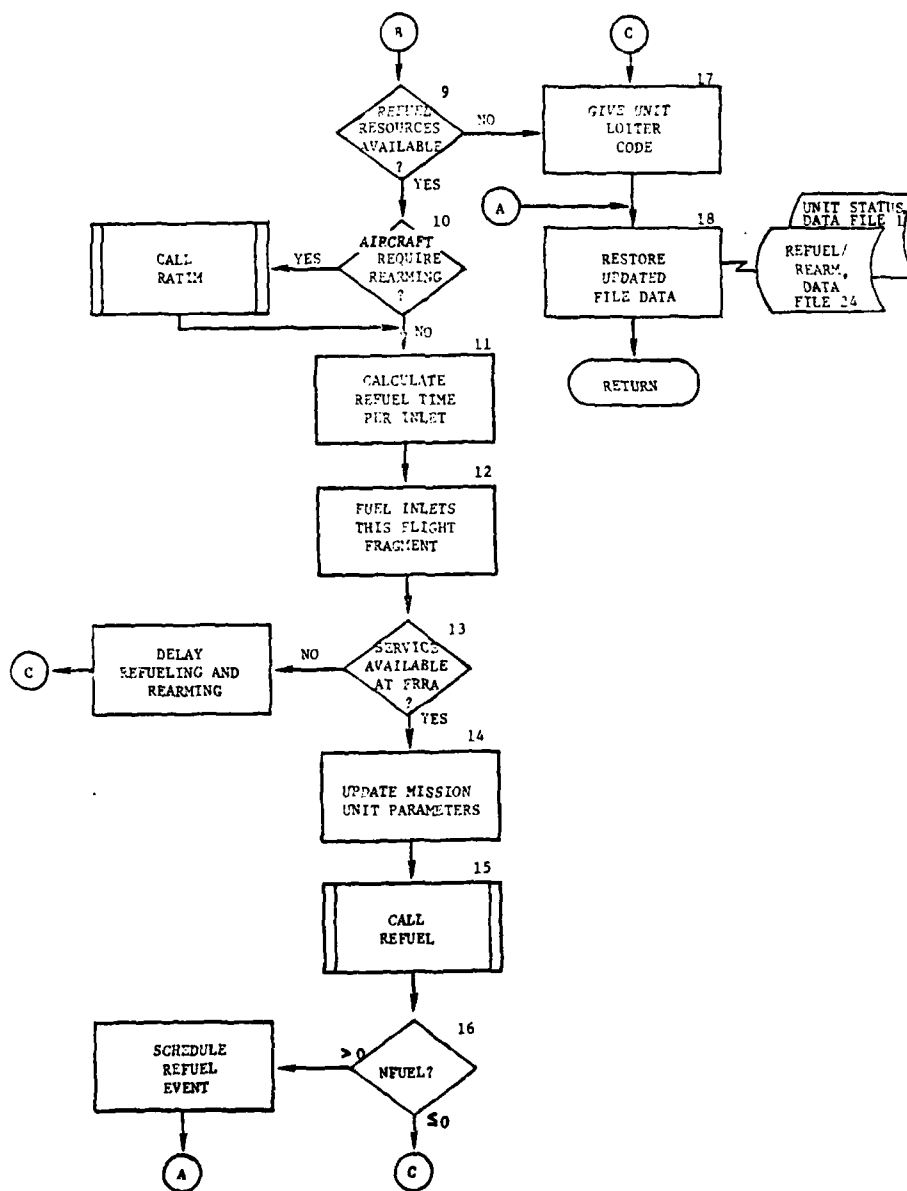 B
C
9
REFUEL
RESOURCES
AVAILABLE
?
NO
YES
17
GIVE UNIT
LOITER
CODE
A
10
AIRCRAFT
REQUIRE
REARMING
?
YES
NO
CALL
RATIM
18
RESTORE
UPDATED
FILE DATA
UNIT STATUS,
DATA FILE 1
REFUEL/
REARM,
DATA
FILE 24
RETURN
11
CALCULATE
REFUEL TIME
PER INLET
12
FUEL INLETS
THIS FLIGHT
FRAGMENT
13
SERVICE
AVAILABLE
AT FRRA
?
NO
YES
DELAY
REFUELING AND
REARMING
C
14
UPDATE MISSION
UNIT PARAMETERS
15
CALL
REFUEL
16
NFUEL?
>0
≤0
SCHEDULE
REFUEL
EVENT
A
C